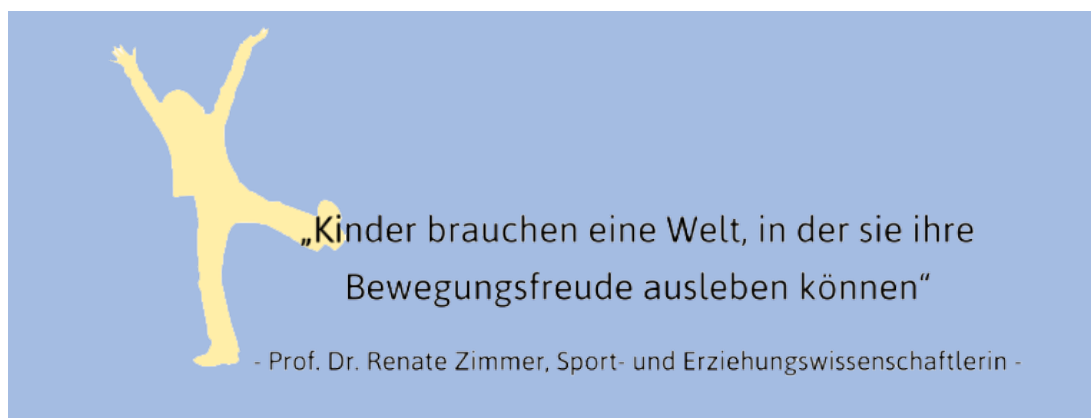 „Kinder brauchen eine Welt, in der sie ihre
Bewegungsfreude ausleben können“
- Prof. Dr. Renate Zimmer, Sport- und Erziehungswissenschaftlerin -